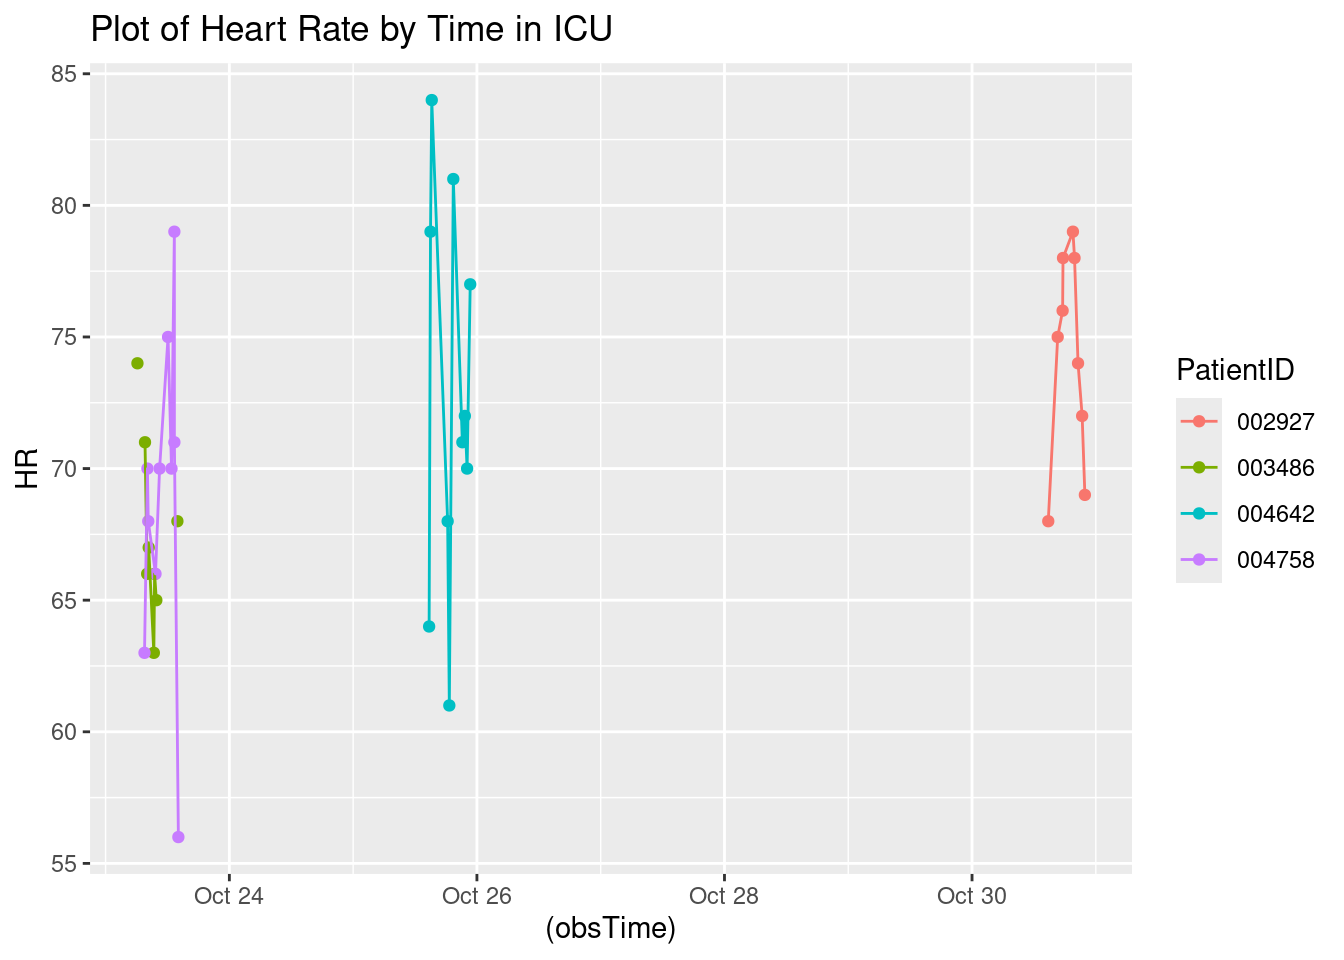 Plot of Heart Rate by Time in ICU
85
80
75
70
65
60
55
HR
Oct 24
Oct 26
Oct 28
Oct 30
(obsTime)
PatientID
002927
003486
004642
004758